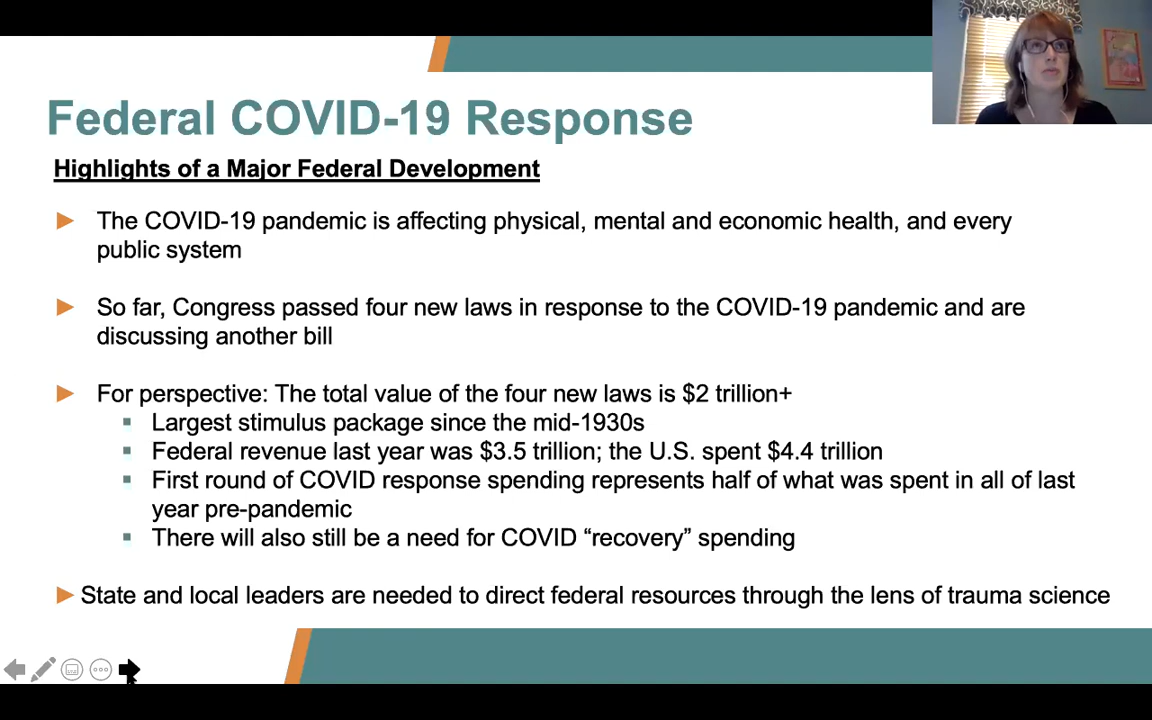 Federal COVID-19 Response
Highlights of a Major Federal Development
The COVID-19 pandemic is affecting physical, mental and economic health, and every
public system
So far, Congress passed four new laws in response to the COVID-19 pandemic and are
discussing another bill
For perspective: The total value of the four new laws is $2 trillion+
Largest stimulus package since the mid-1930s
Federal revenue last year was $3.5 trillion; the U.S. spent $4.4 trillion
First round of COVID response spending represents half of what was spent in all of last
year pre-pandemic
There will also still be a need for COVID “recovery” spending
State and local leaders are needed to direct federal resources through the lens of trauma science